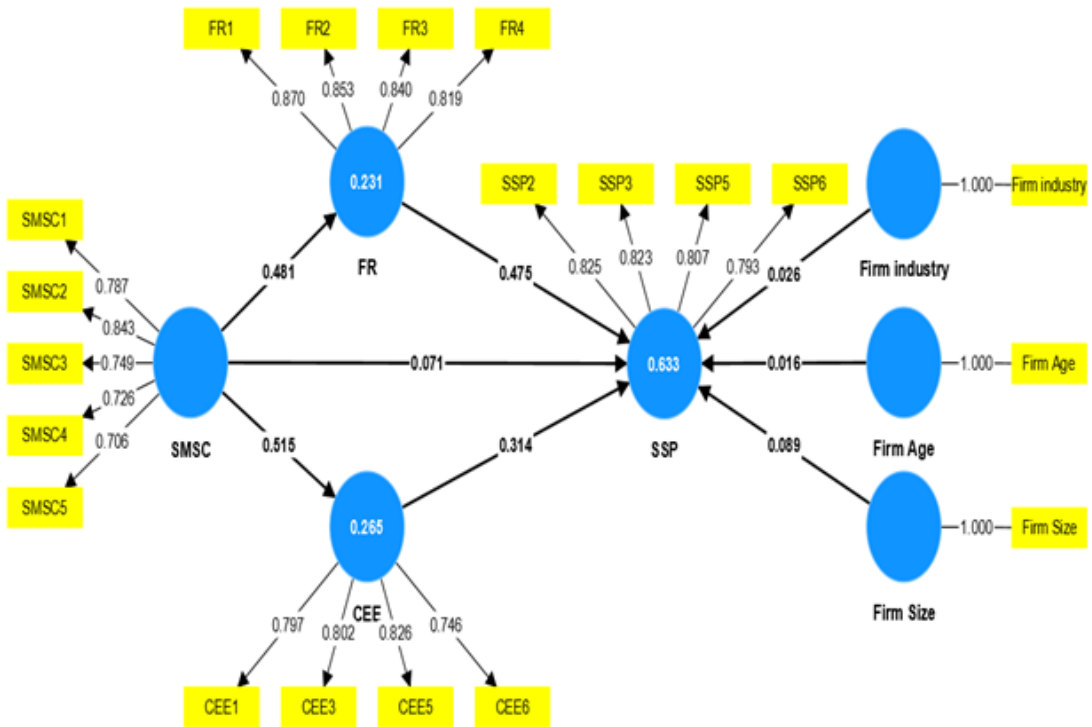 FR1 FR2 FR3 FR4
0.870 0.853 0.840 0.819
0.231
FR
SSP2 SSP3 SSP5 SSP6
0.825 0.823 0.807 0.793
1.000 Firm industry
Firm industry
SMSC1
SMSC2
SMSC3
SMSC4
SMSC5
0.787
0.843
0.749
0.726
0.706
SMSC
0.481
0.475
0.071
0.515
0.314
0.633
SSP
0.026
0.016
0.089
1.000 Firm Age
Firm Age
1.000 Firm Size
Firm Size
0.265
CEE
0.797 0.802 0.826 0.746
CEE1 CEE3 CEE5 CEE6